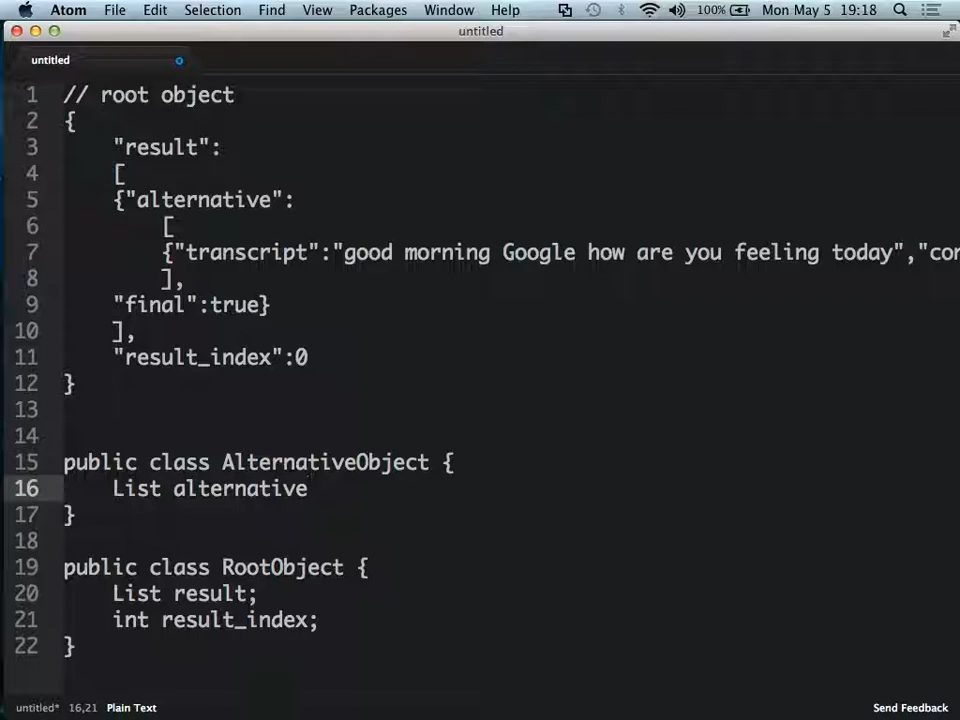 Atom File Edit Selection Find View Packages Window Help 100% Mon May 5 19:18
untitled
untitled
1 // root object
2 {
3 "result":
4 [
5 {"alternative":
6 [
7 {"transcript":"good morning Google how are you feeling today","con
8 ],
9 "final":true}
10 ],
11 "result_index":0
12 }
13
14
15 public class AlternativeObject {
16 List alternative
17 }
18
19 public class RootObject {
20 List result;
21 int result_index;
22 }
untitled* 16,21 Plain Text Send Feedback